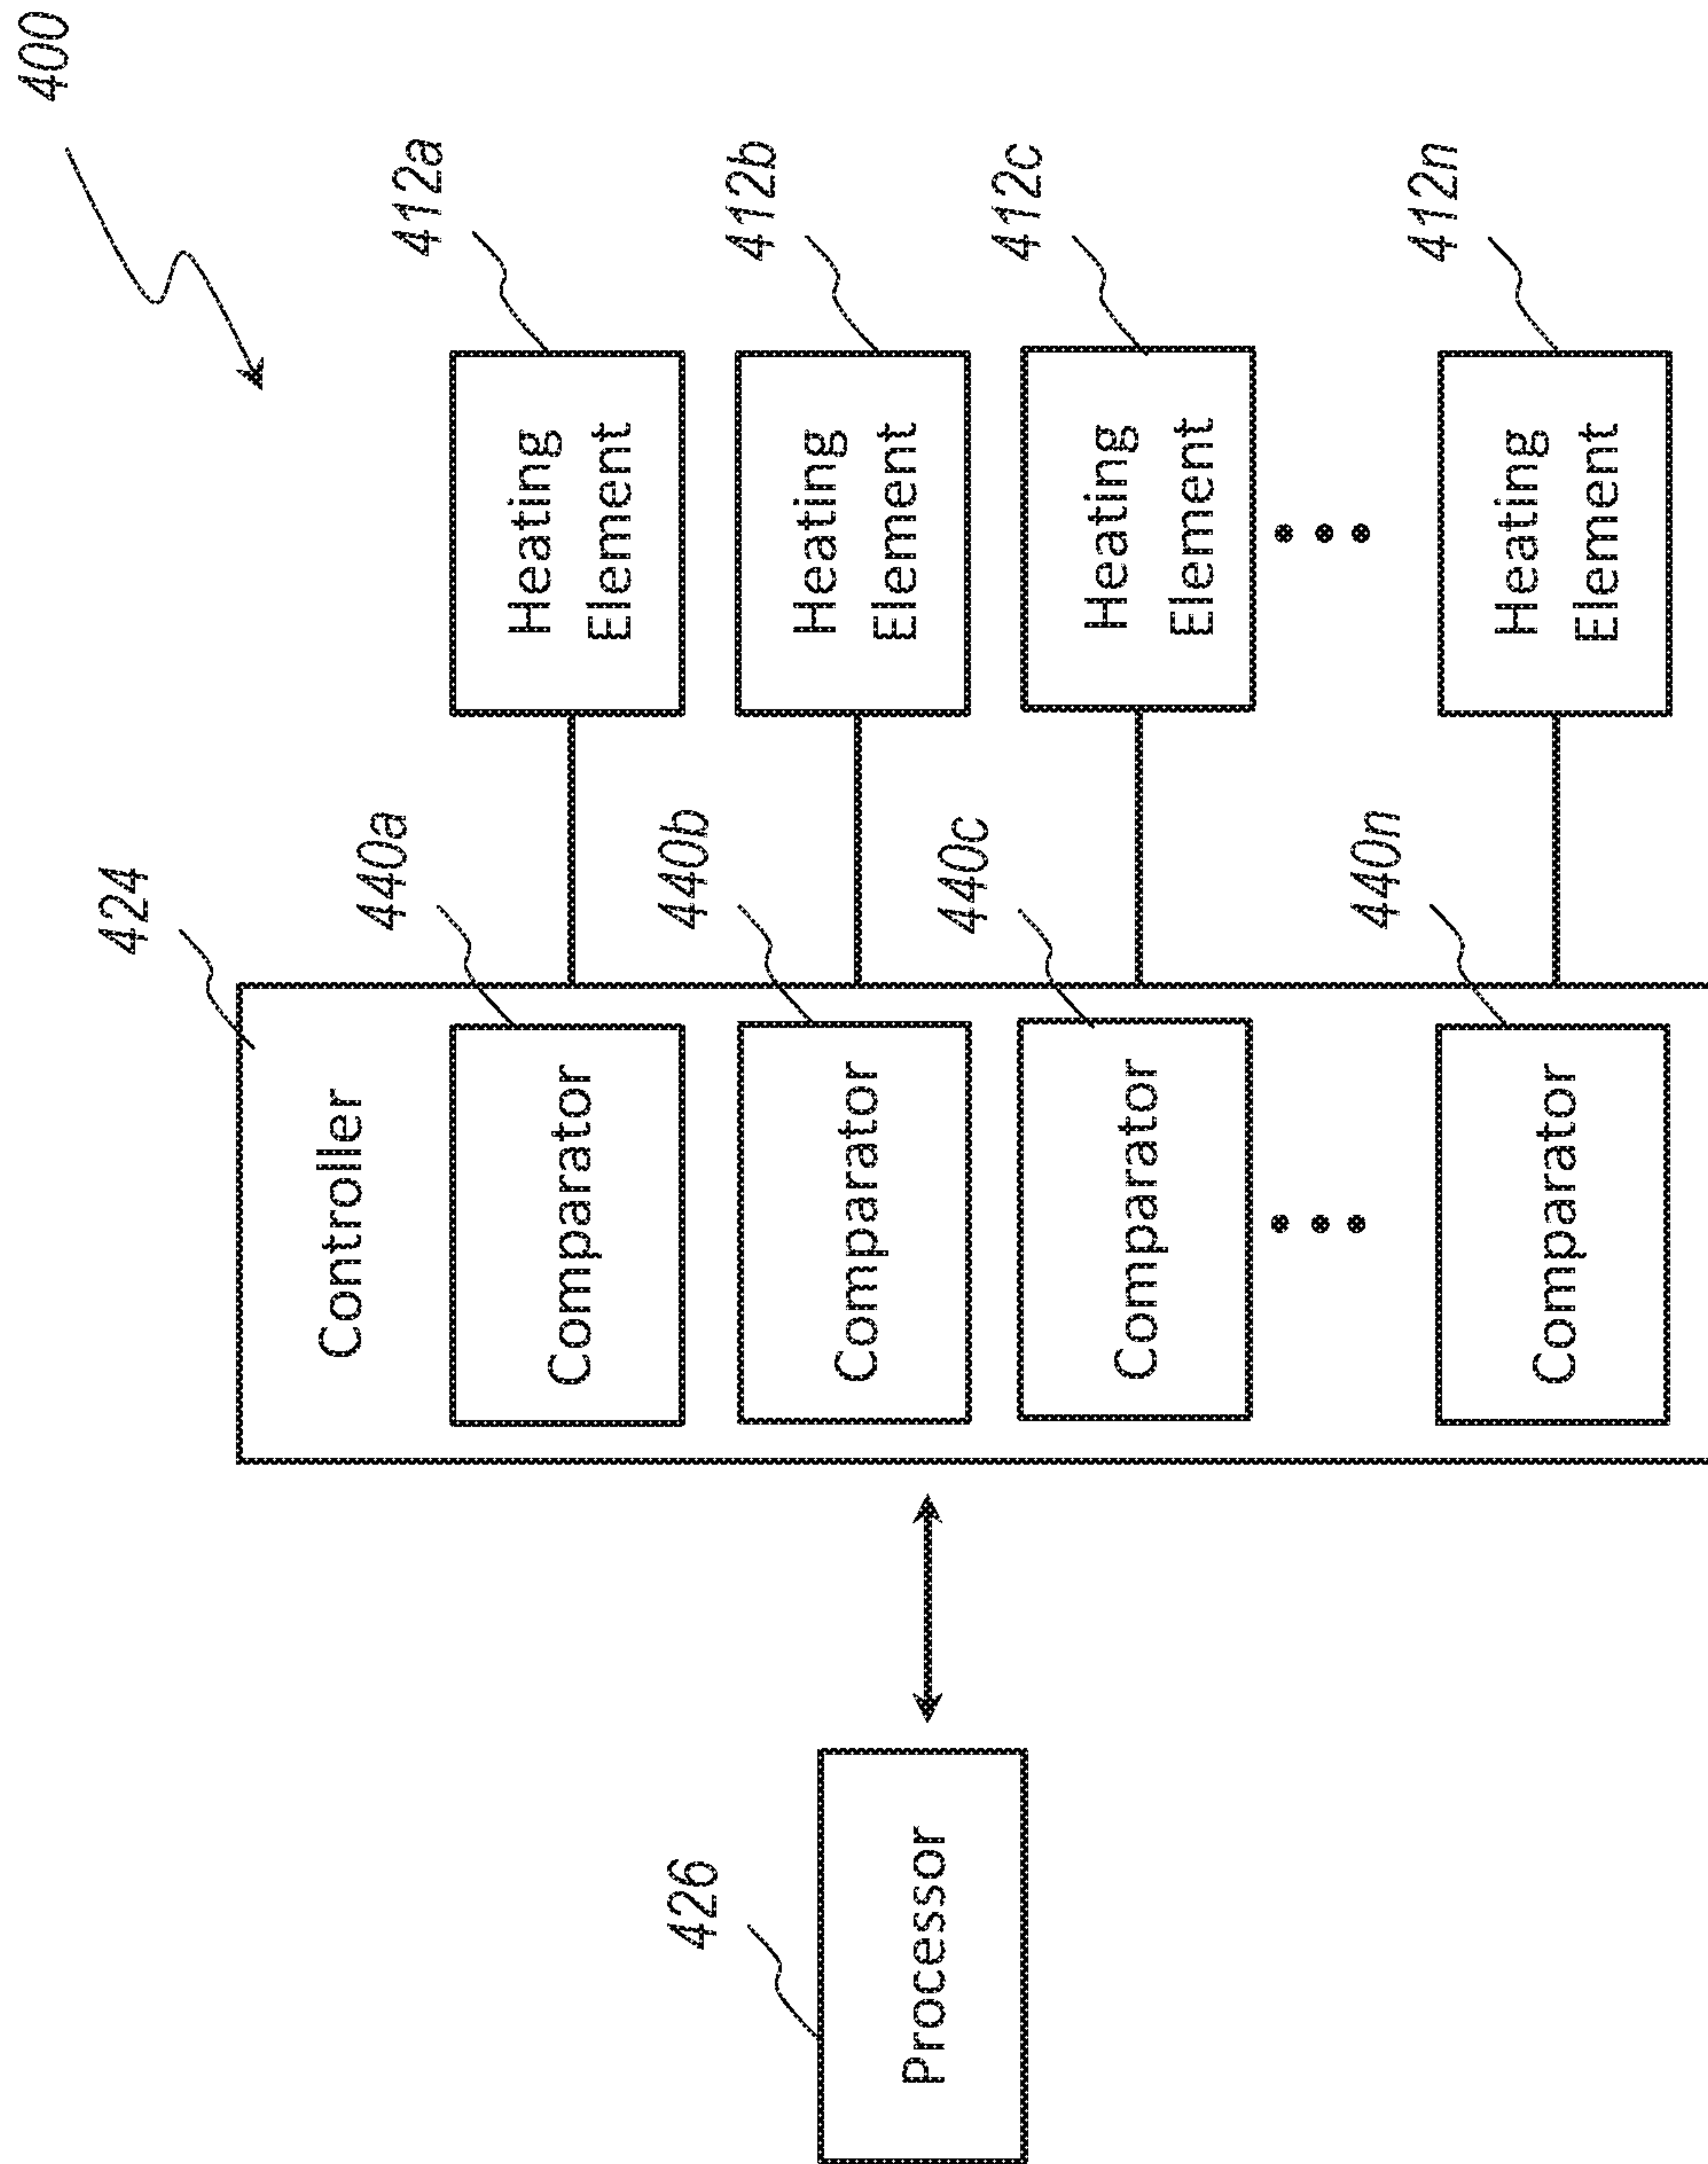 400
424
Controller
440a
Comparator
412a
Heating
Element
440b
Comparator
412b
Heating
Element
440c
Comparator
412c
Heating
Element
440n
Comparator
412n
Heating
Element
426
Processor